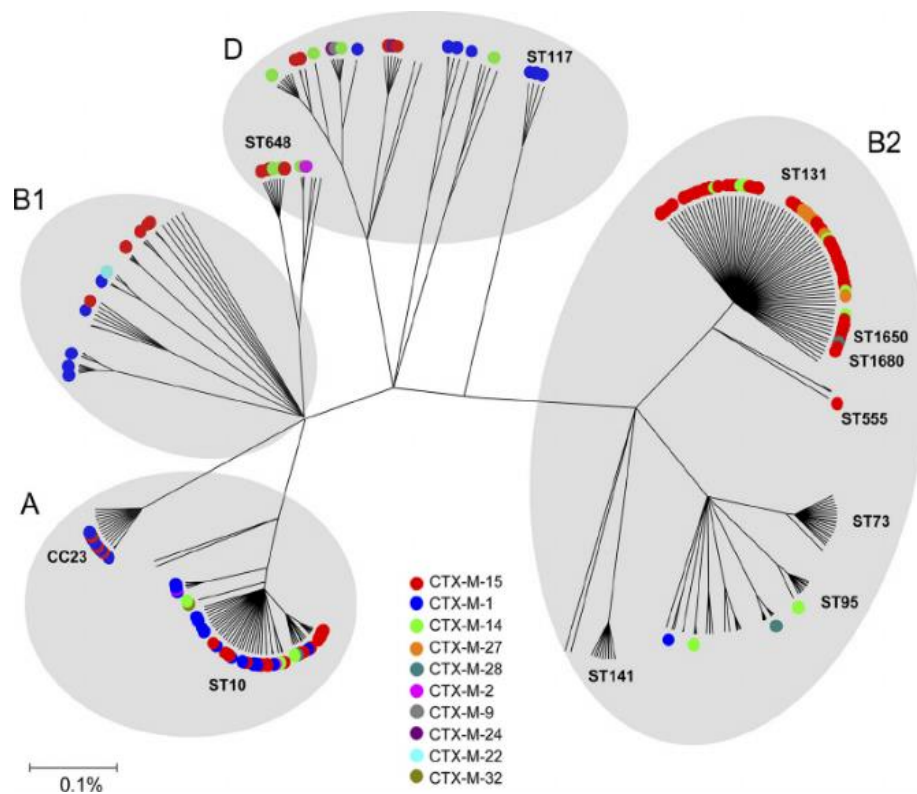 D
ST117
ST648
B2
ST131
B1
ST1650
ST1680
ST555
A
CC23
ST73
CTX-M-15
CTX-M-1
CTX-M-14
CTX-M-27
CTX-M-28
CTX-M-2
CTX-M-9
CTX-M-24
CTX-M-22
CTX-M-32
ST95
ST141
ST10
0.1%